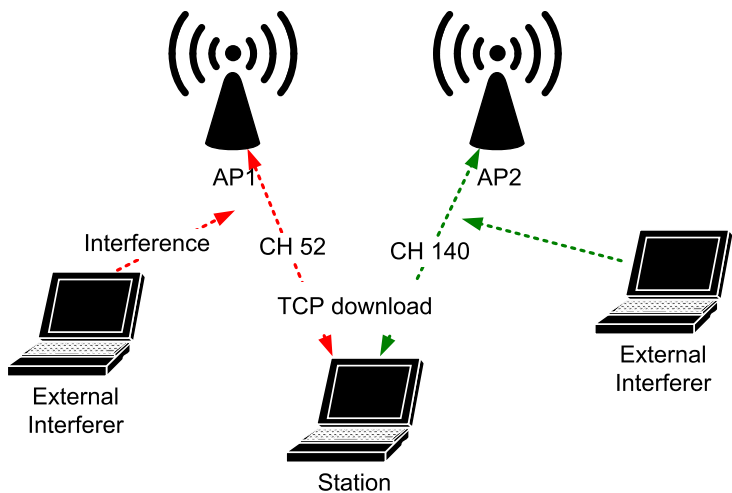 AP1
AP2
Interference
CH 52
CH 140
TCP download
External
Interferer
External
Interferer
Station